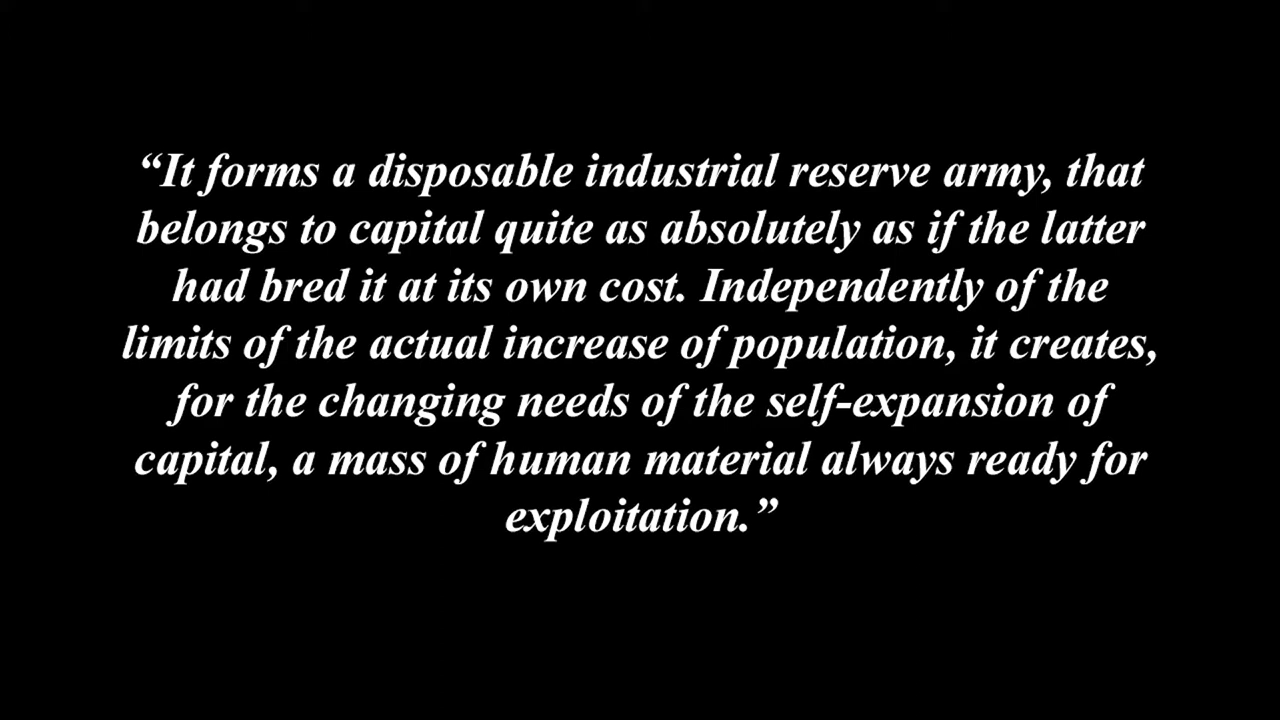 “It forms a disposable industrial reserve army, that
belongs to capital quite as absolutely as if the latter
had bred it at its own cost. Independently of the
limits of the actual increase of population, it creates,
for the changing needs of the self-expansion of
capital, a mass of human material always ready for
exploitation.”